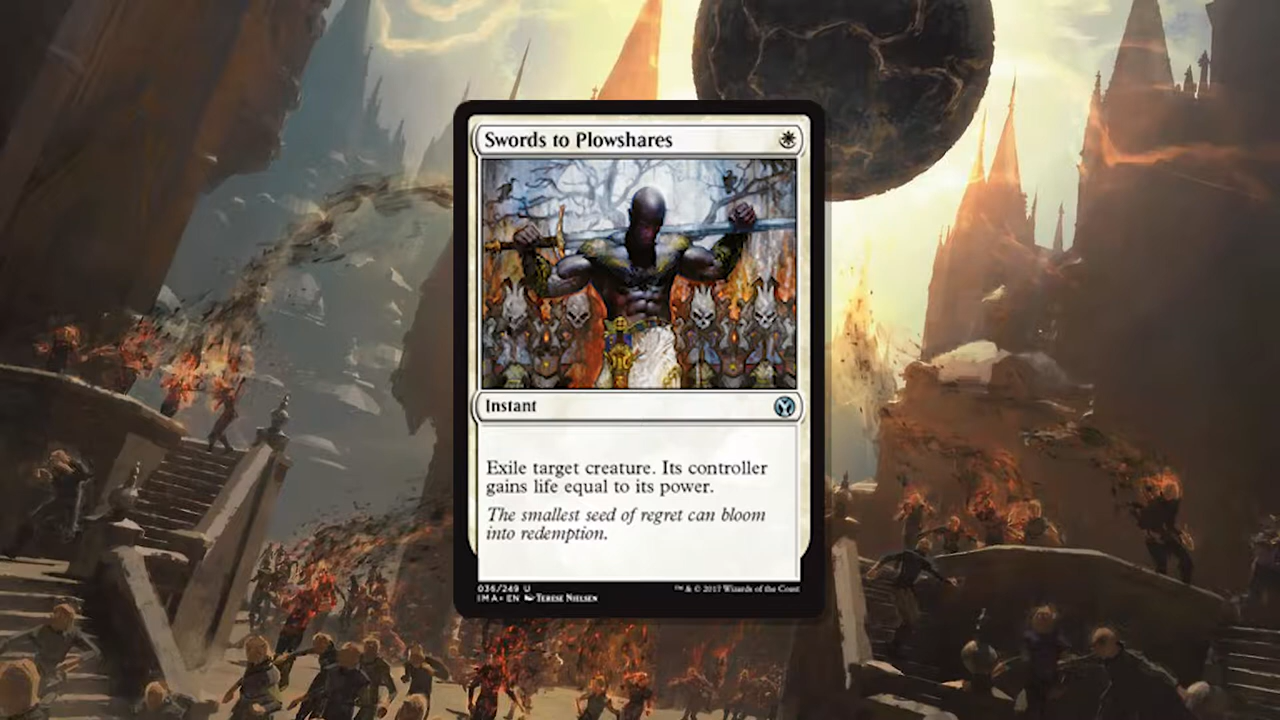 Swords to Plowshares
Instant
Exile target creature. Its controller
gains life equal to its power.
The smallest seed of regret can bloom
into redemption.
036/249 U
IMA • EN Terese Nielsen
™ & © 2017 Wizards of the Coast